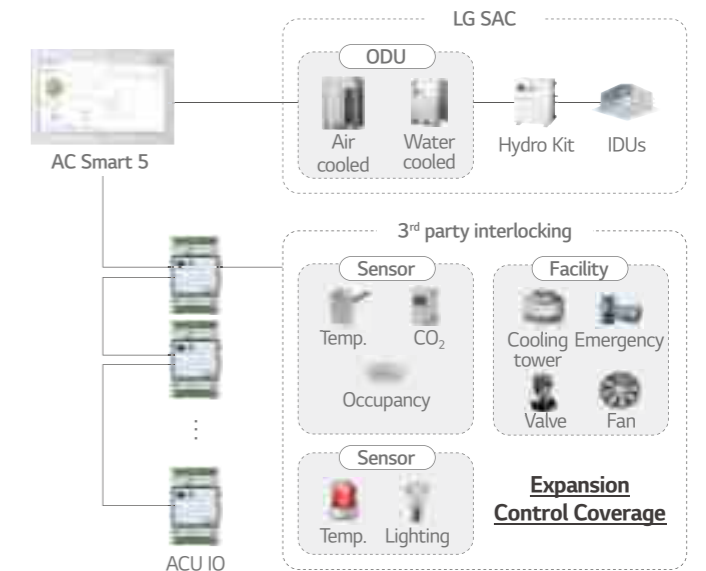 LG SAC
ODU
Air
cooled
Water
cooled
Hydro Kit
IDUs
AC Smart 5
3rd party interlocking
Sensor
Temp.
CO2
Occupancy
Facility
Cooling
tower
Emergency
Valve
Fan
Sensor
Temp.
Lighting
Expansion
Control Coverage
ACU IO